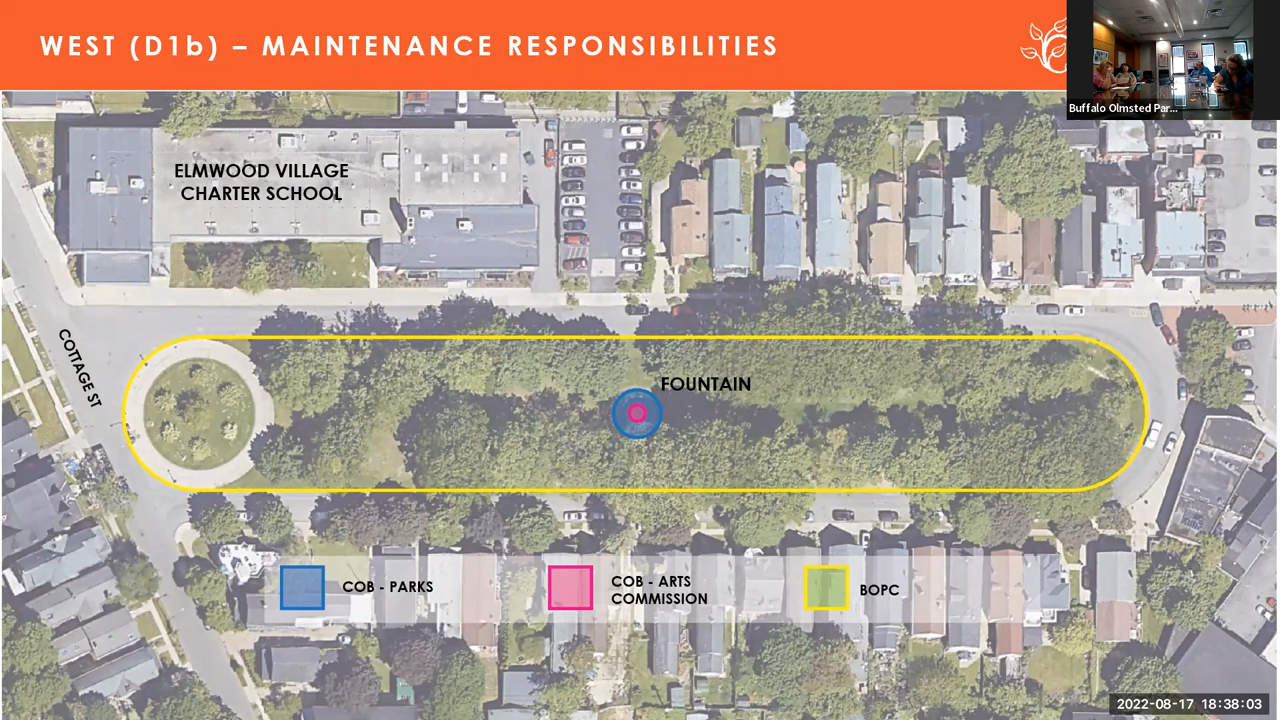 WEST (D1b) – MAINTENANCE RESPONSIBILITIES
Buffalo Olmsted Par...
ELMWOOD VILLAGE
CHARTER SCHOOL
COTTAGE ST
FOUNTAIN
COB - PARKS
COB - ARTS
COMMISSION
BOPC
2022-08-17 18:38:03